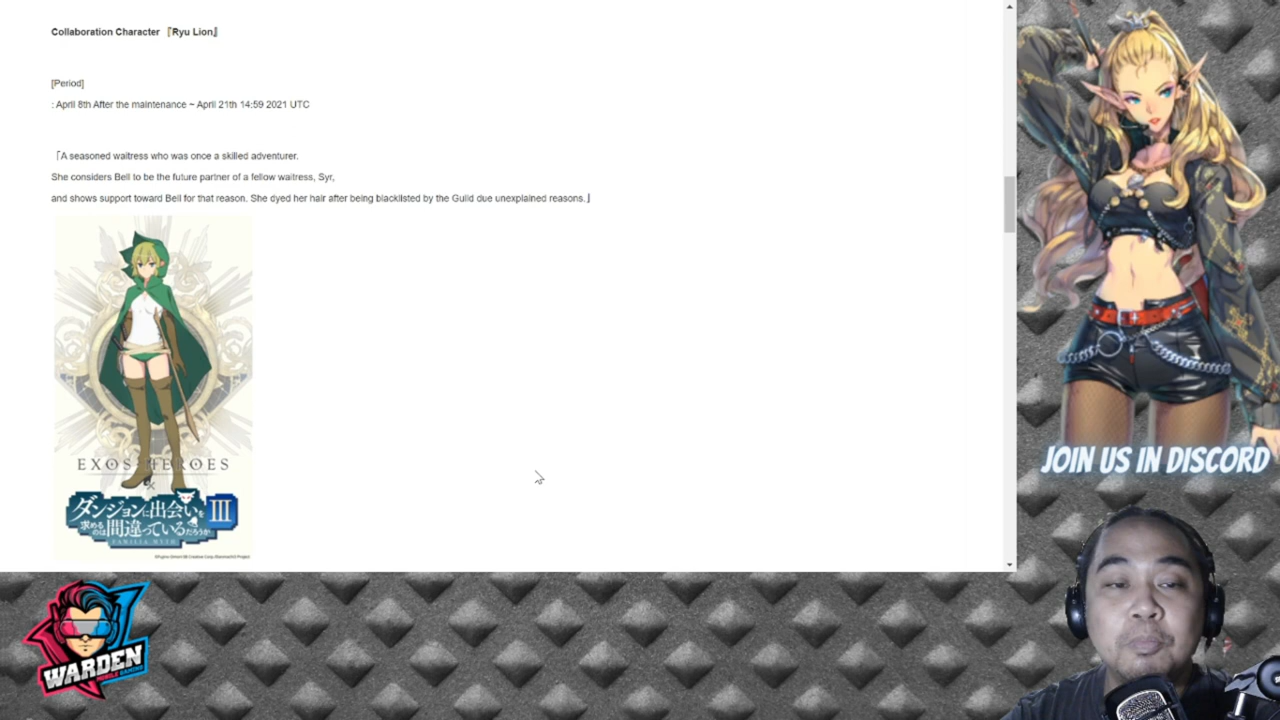 Collaboration Character 『Ryu Lion』
[Period]
: April 8th After the maintenance ~ April 21th 14:59 2021 UTC
「A seasoned waitress who was once a skilled adventurer.
She considers Bell to be the future partner of a fellow waitress, Syr,
and shows support toward Bell for that reason. She dyed her hair after being blacklisted by the Guild due unexplained reasons.」
EXOS HEROES
ダンジョンに出会いを
求めるのは間違っているだろうか
III
FAMILIA MYTH
JOIN US IN DISCORD
WARDEN
MOBILE GAMING